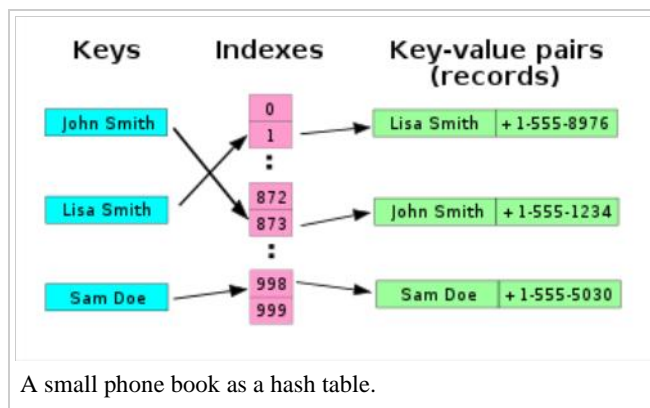 Keys Indexes Key-value pairs
(records)
0
John Smith
1 Lisa Smith +1-555-8976
:
872
Lisa Smith
873 John Smith +1-555-1234
:
998
Sam Doe Sam Doe +1-555-5030
999
A small phone book as a hash table.